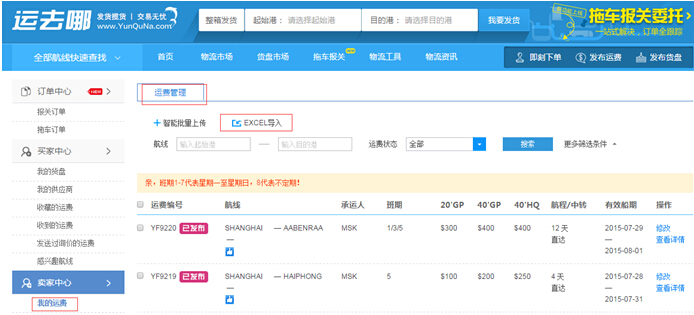 运去哪 发货揽货 | 交易无忧 www.YunQuNa.com 整箱发货 起始港： 请选择起始港 目的港： 请选择目的港 我要发货 拖车报关委托
一站式解决，订单全跟踪
全部航线快速查找 首页 物流市场 货盘市场 拖车报关 NEW 物流工具 物流资讯 即刻下单 发布运费 发布货盘
订单中心 NEW
报关订单
拖车订单
买家中心
我的货盘
我的供应商
收藏的运费
收到的运费
发送过询价的运费
感兴趣航线
卖家中心
我的运费
运费管理
智能批量上传 EXCEL导入
航线 输入起始港 — 输入目的港 运费状态 全部 搜索 更多筛选条件
亲，班期1-7代表星期一至星期日，8代表不定期！
运费编号 航线 承运人 班期 20'GP 40'GP 40'HQ 航程/中转 有效船期 操作
YF9220 已发布 SHANGHAI — AABENRAA MSK 1/3/5 $300 $400 $400 12 天 2015-07-29 修改
— 直达 — 查看详情
2015-08-01
YF9219 已发布 SHANGHAI — HAIPHONG MSK 5 $100 $200 $250 4 天 2015-07-28 修改
— 直达 — 查看详情
2015-07-31